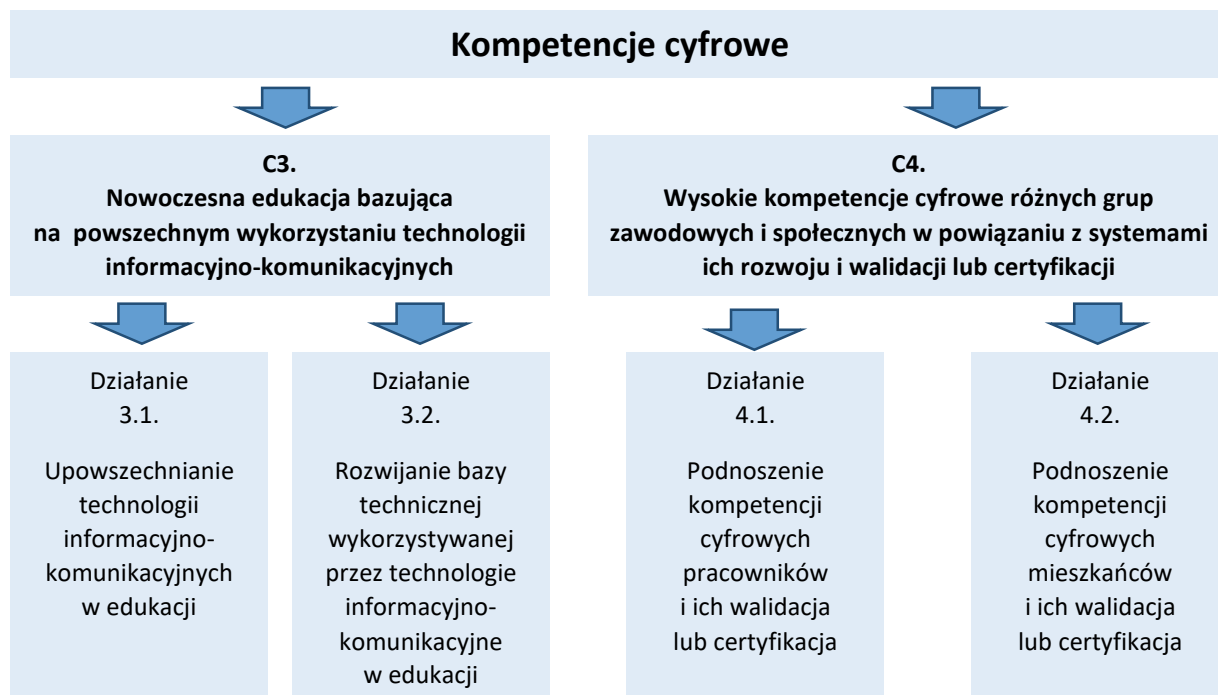 Kompetencje cyfrowe
C3.
Nowoczesna edukacja bazująca
na powszechnym wykorzystaniu technologii
informacyjno-komunikacyjnych
C4.
Wysokie kompetencje cyfrowe różnych grup
zawodowych i społecznych w powiązaniu z systemami
ich rozwoju i walidacji lub certyfikacji
Działanie
3.1.
Upowszechnianie
technologii
informacyjno-
komunikacyjnych
w edukacji
Działanie
3.2.
Rozwijanie bazy
technicznej
wykorzystywanej
przez technologie
informacyjno-
komunikacyjne
w edukacji
Działanie
4.1.
Podnoszenie
kompetencji
cyfrowych
pracowników
i ich walidacja
lub certyfikacja
Działanie
4.2.
Podnoszenie
kompetencji
cyfrowych
mieszkańców
i ich walidacja
lub certyfikacja